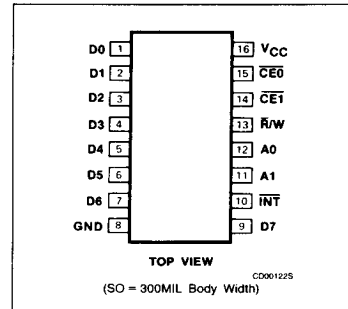 D0 1 16 VCC
D1 2 15 CE0
D2 3 14 CE1
D3 4 13 R/W
D4 5 12 A0
D5 6 11 A1
D6 7 10 INT
GND 8 9 D7
TOP VIEW
CD00122S
(SO = 300MIL Body Width)